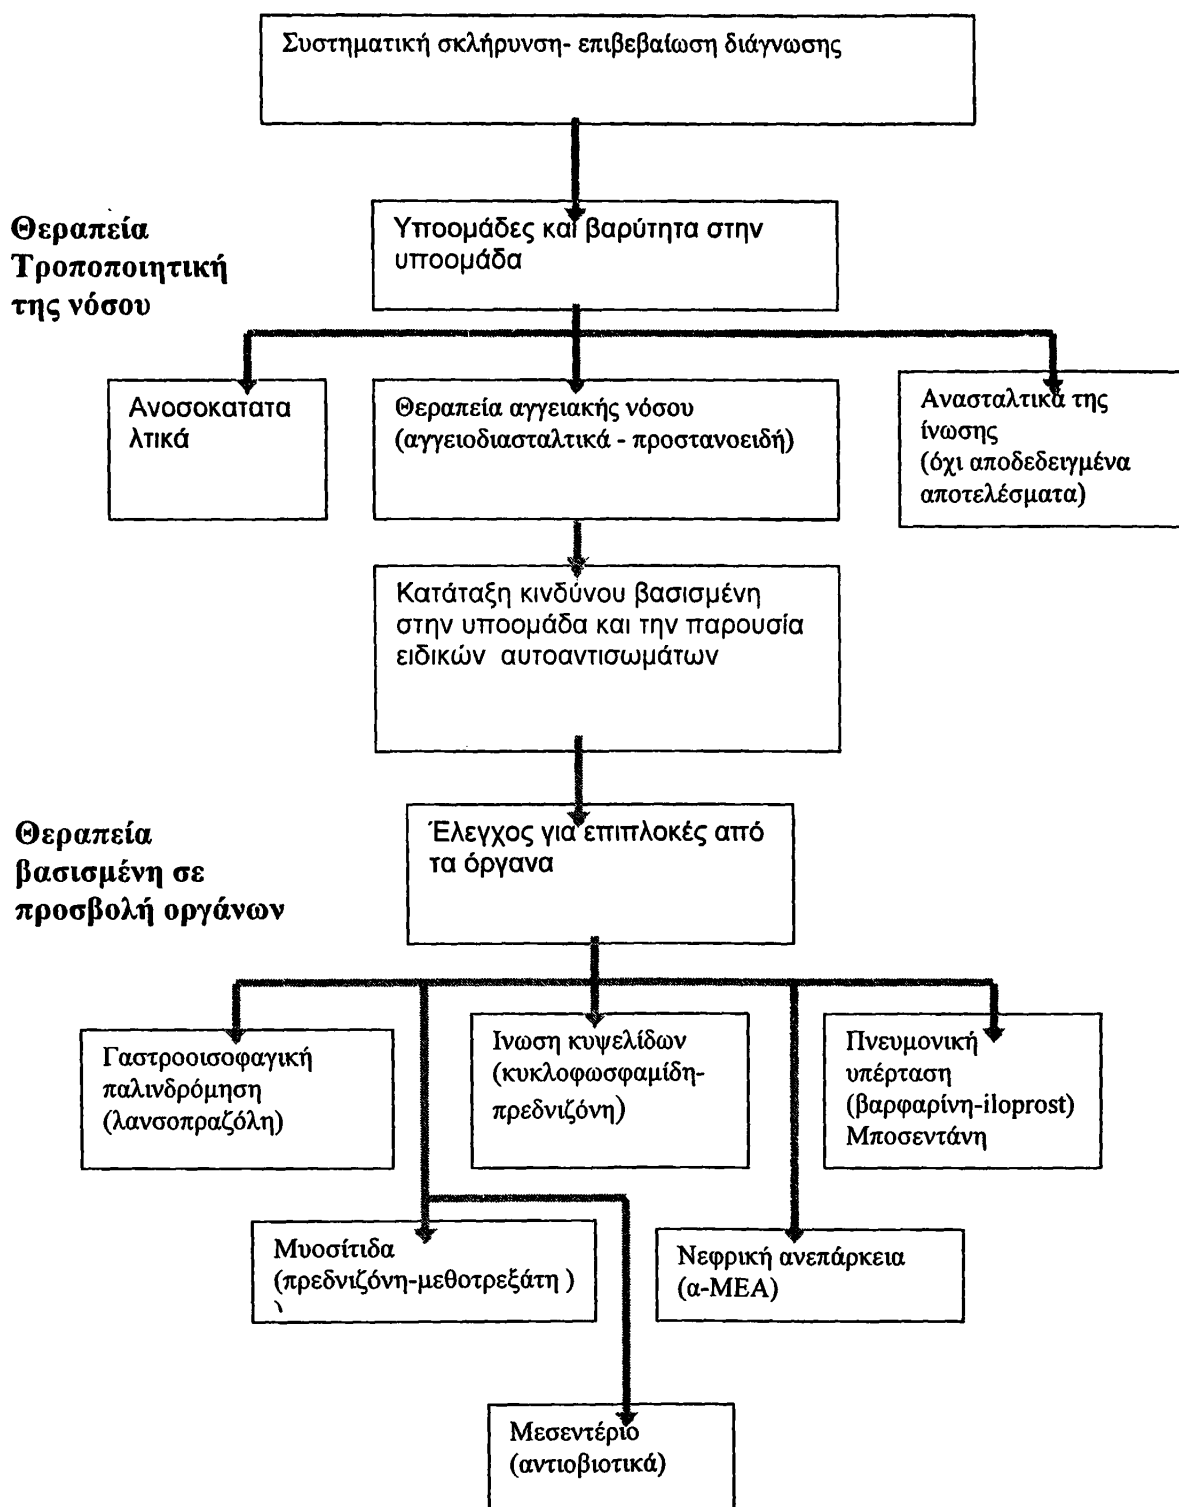 Συστηματική σκλήρυνση- επιβεβαίωση διάγνωσης
Θεραπεία
Τροποποιητική
της νόσου
Υποομάδες και βαρύτητα στην
υποομάδα
Ανοσοκατατα
λτικά
Θεραπεία αγγειακής νόσου
(αγγειοδιασταλτικά - προστανοειδή)
Ανασταλτικά της
ίνωσης
(όχι αποδεδειγμένα
αποτελέσματα)
Κατάταξη κινδύνου βασισμένη
στην υποομάδα και την παρουσία
ειδικών αυτοαντισωμάτων
Θεραπεία
βασισμένη σε
προσβολή οργάνων
Έλεγχος για επιπλοκές από
τα όργανα
Γαστροοισοφαγική
παλινδρόμηση
(λανσοπραζόλη)
Ινωση κυψελίδων
(κυκλοφωσφαμίδη-
πρεδνιζόνη)
Πνευμονική
υπέρταση
(βαρφαρίνη-iloprost)
Μποσεντάνη
Μυοσίτιδα
(πρεδνιζόνη-μεθοτρεξάτη )
)
Νεφρική ανεπάρκεια
(α-ΜΕΑ)
Μεσεντέριο
(αντιοβιοτικά)